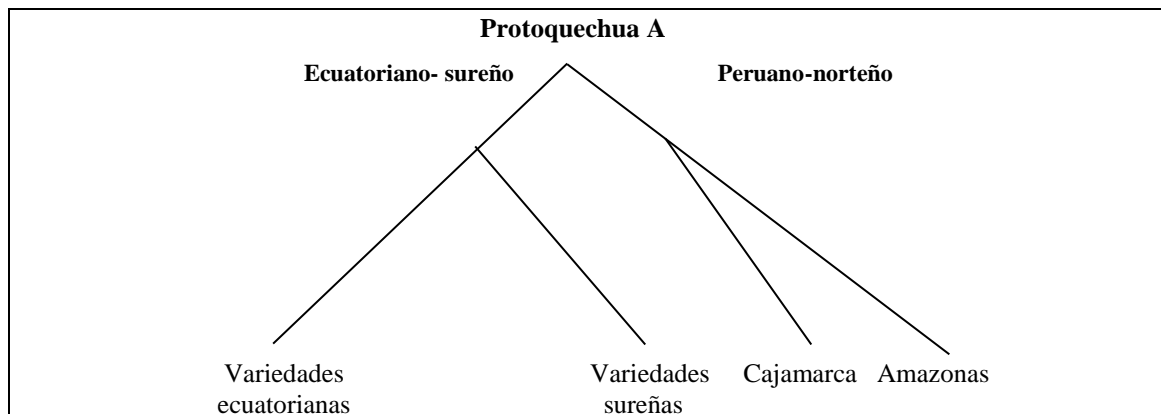 Protoquechua A
Ecuatoriano- sureño Peruano-norteño
Variedades ecuatorianas
Variedades sureñas
Cajamarca
Amazonas